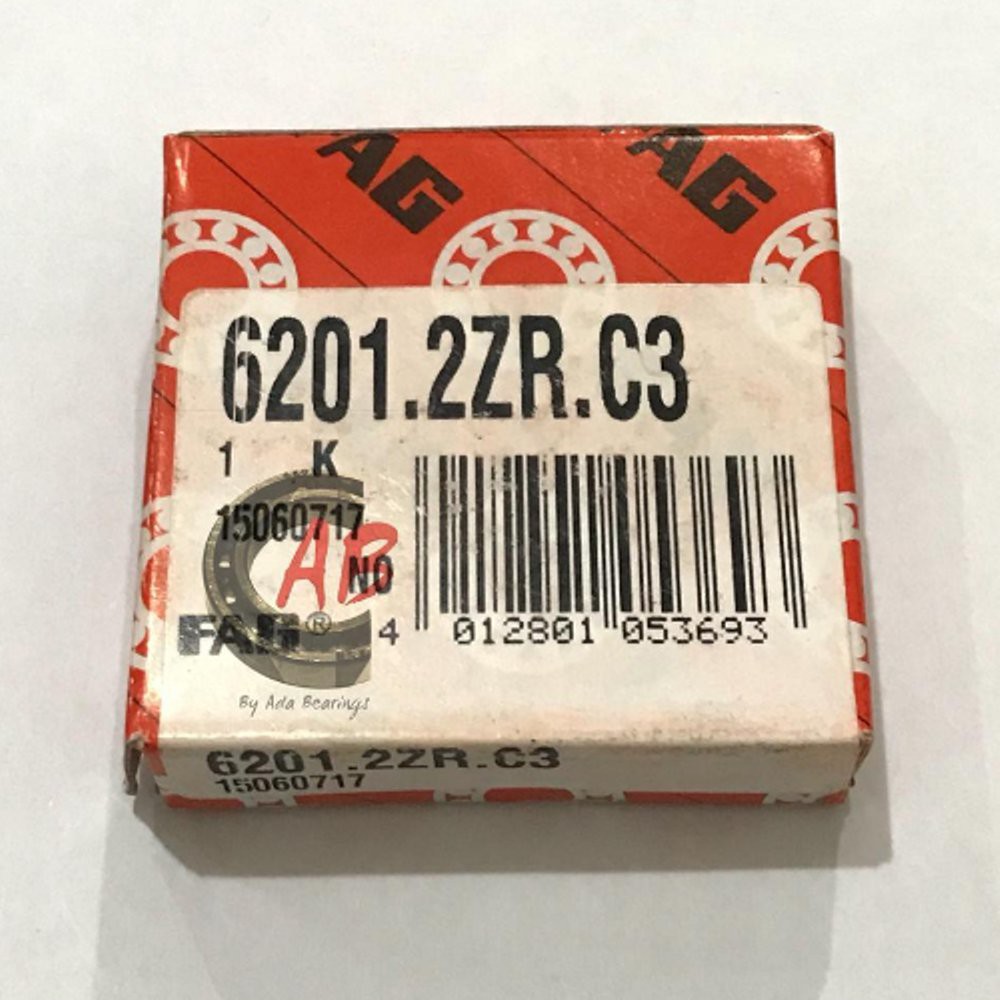 AG AG
6201.2ZR.C3
1 K
15060717
AB
NO
FAG®
4 012801 053693
By Ada Bearings
6201.2ZR.C3
15060717